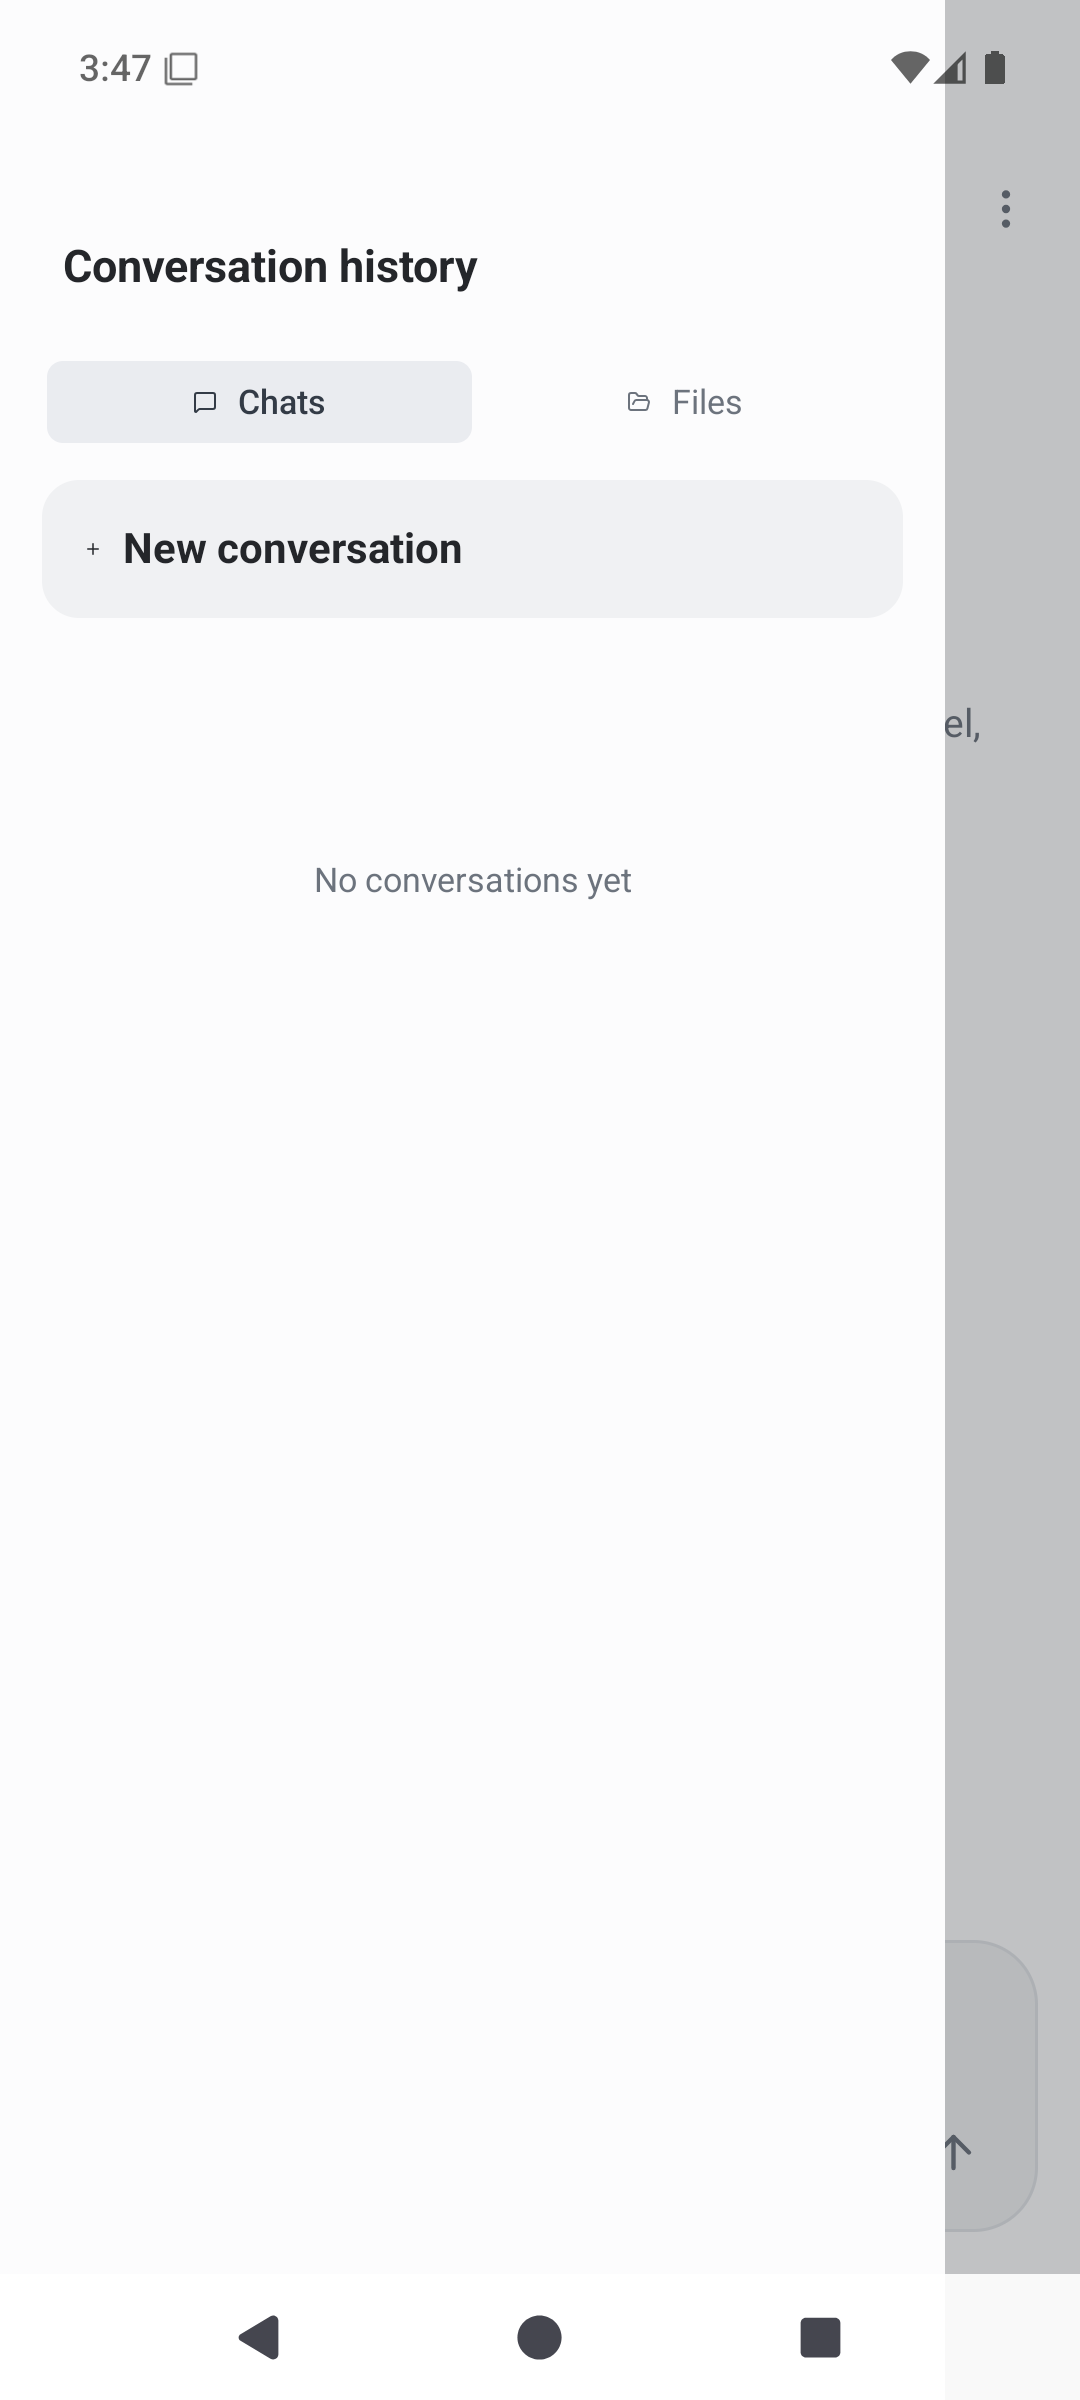 3:47
Conversation history
Chats
Files
+ New conversation
el,
No conversations yet